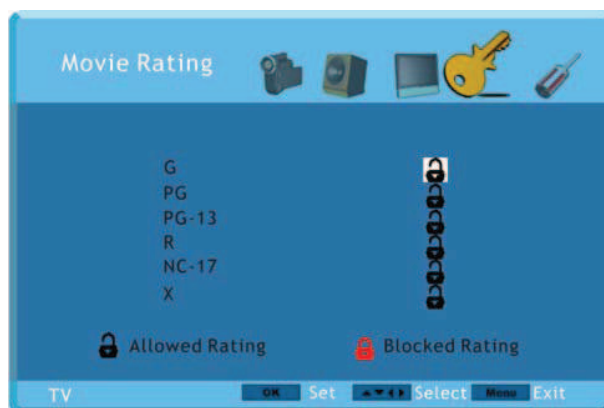 Movie Rating
G
PG
PG-13
R
NC-17
X
Allowed Rating Blocked Rating
TV OK Set Select Menu Exit